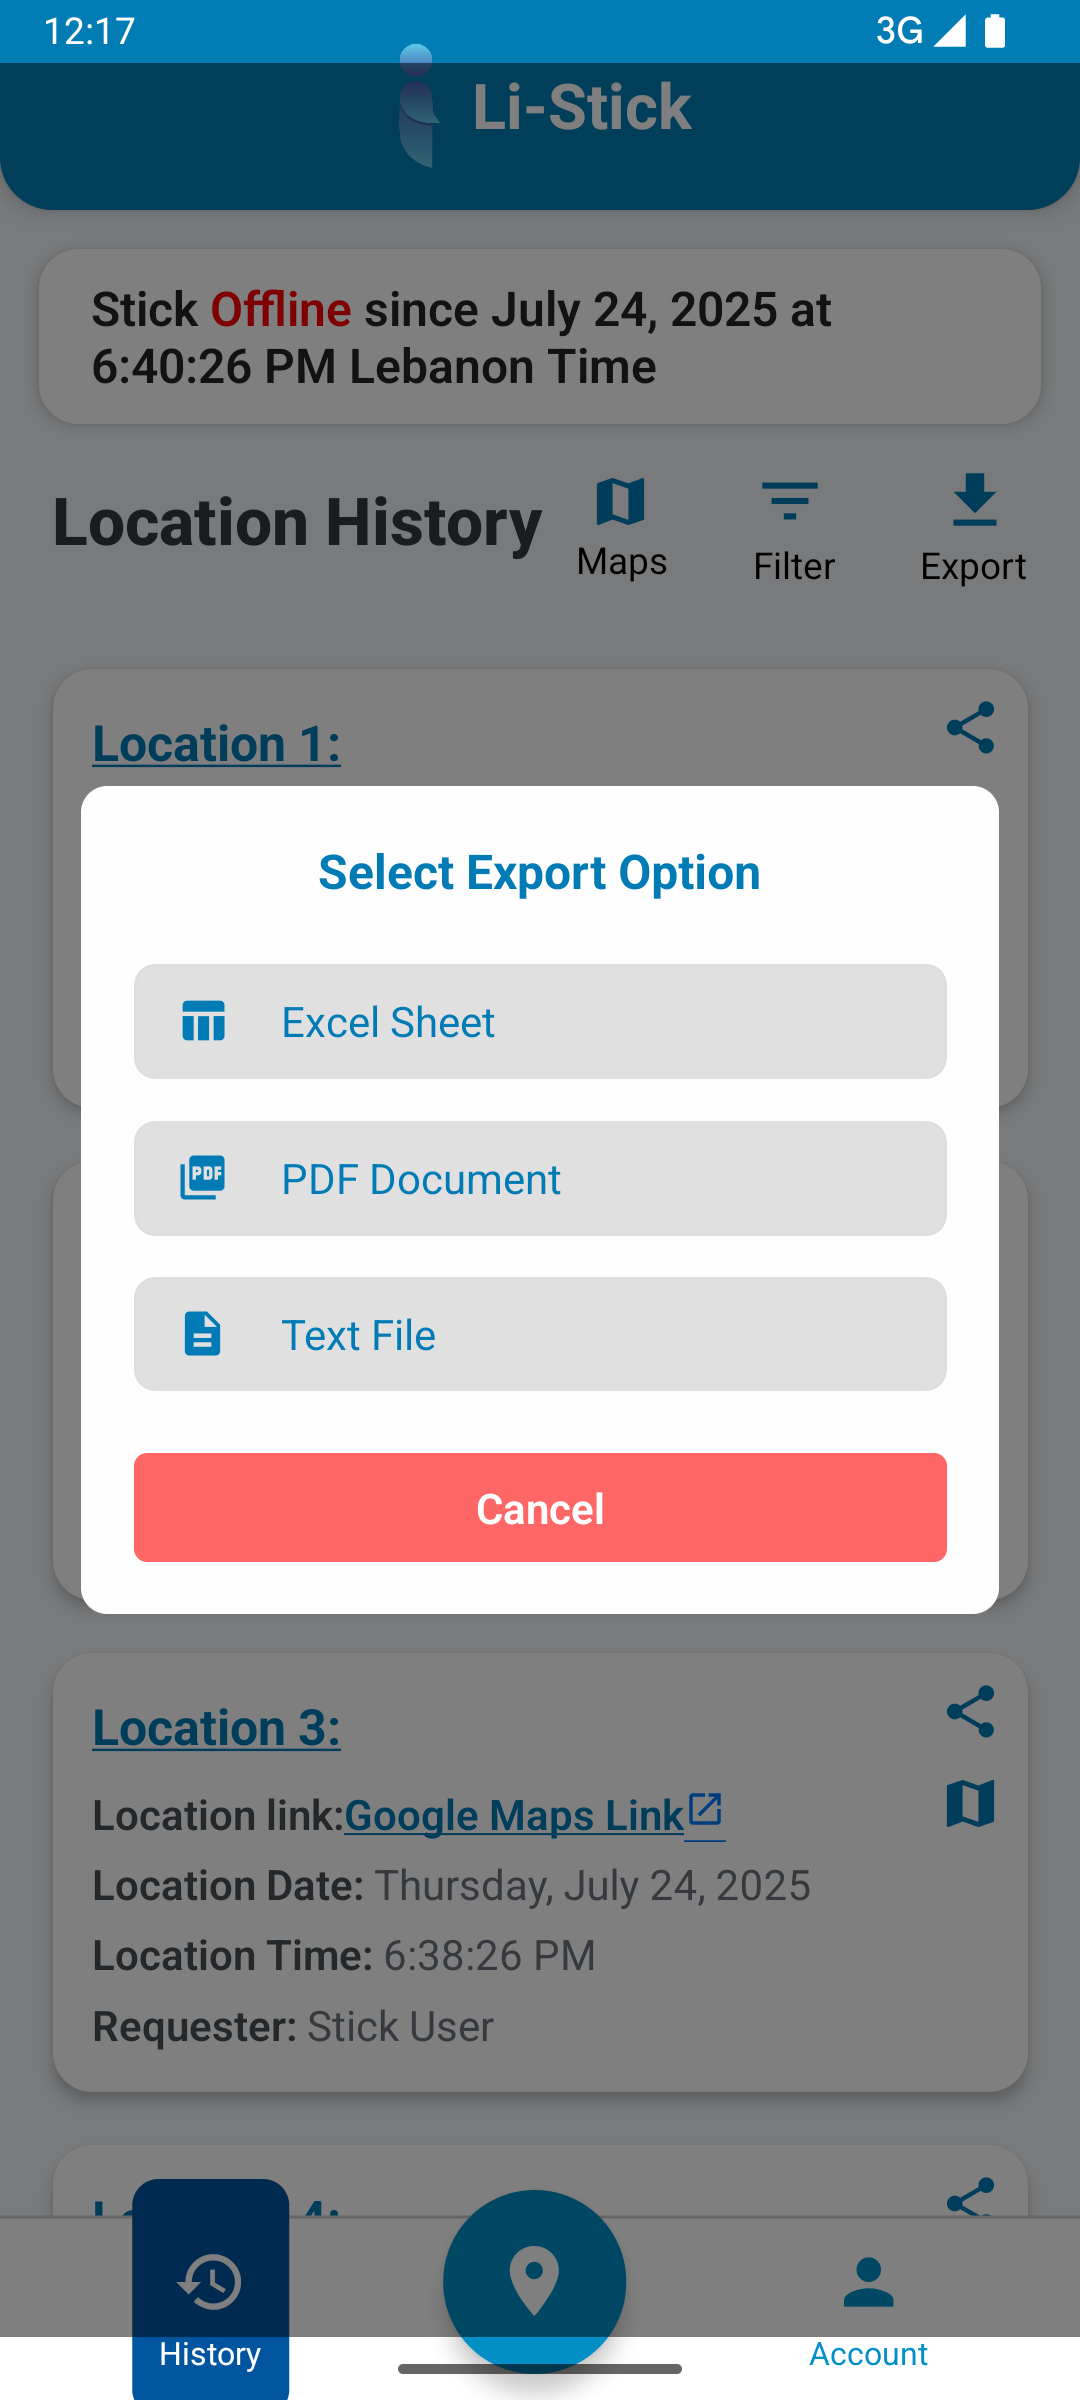 12:17
3G
Li-Stick
Stick Offline since July 24, 2025 at
6:40:26 PM Lebanon Time
Location History
Maps
Filter
Export
Location 1:
Select Export Option
Excel Sheet
PDF
PDF Document
Text File
Cancel
Location 3:
Location link:Google Maps Link
Location Date: Thursday, July 24, 2025
Location Time: 6:38:26 PM
Requester: Stick User
4:
History
Account